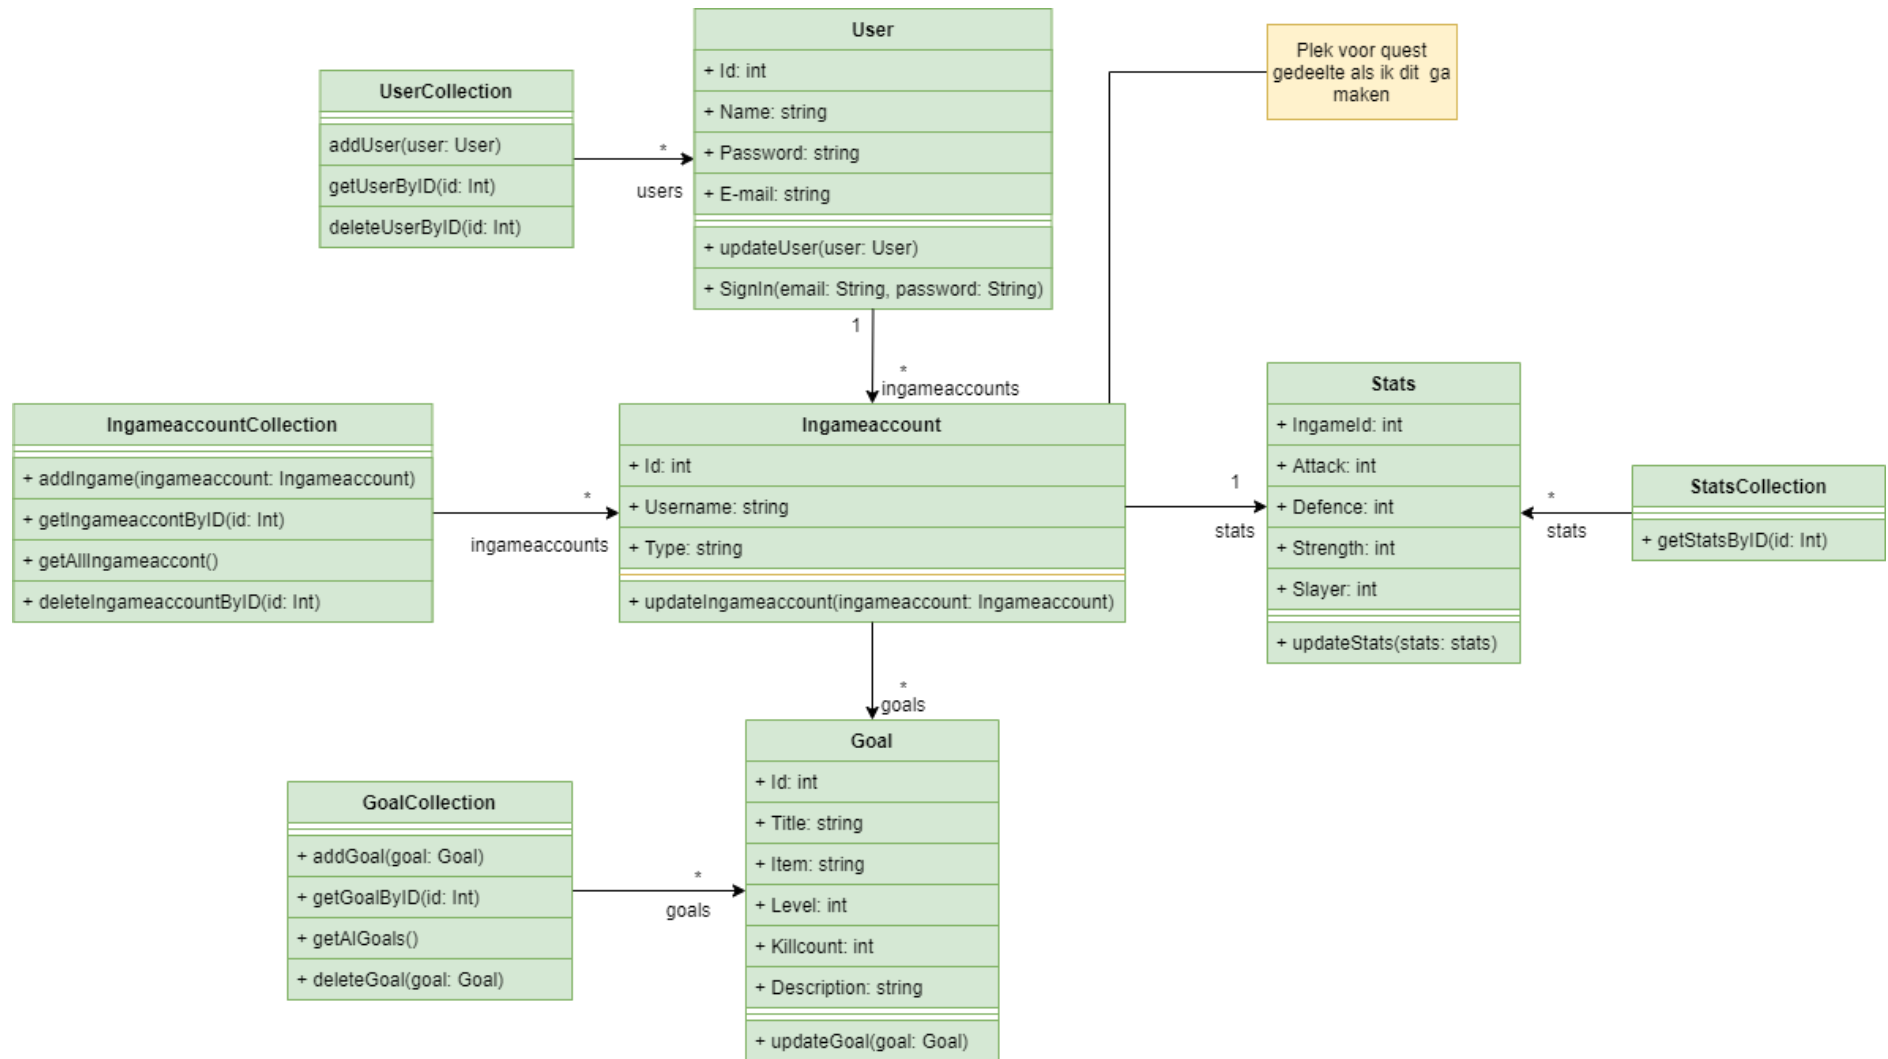 User
+ Id: int
+ Name: string
+ Password: string
+ E-mail: string
+ updateUser(user: User)
+ SignIn(email: String, password: String)
Plek voor quest
gedeelte als ik dit ga
maken
UserCollection
addUser(user: User)
getUserByID(id: Int)
deleteUserByID(id: Int)
*
users
1
*
ingameaccounts
IngameaccountCollection
+ addIngame(ingameaccount: Ingameaccount)
+ getIngameaccontByID(id: Int)
+ getAllIngameaccont()
+ deleteIngameaccountByID(id: Int)
*
ingameaccounts
Ingameaccount
+ Id: int
+ Username: string
+ Type: string
+ updateIngameaccount(ingameaccount: Ingameaccount)
1
stats
Stats
+ IngameId: int
+ Attack: int
+ Defence: int
+ Strength: int
+ Slayer: int
+ updateStats(stats: stats)
*
stats
StatsCollection
+ getStatsByID(id: Int)
*
goals
Goal
+ Id: int
+ Title: string
+ Item: string
+ Level: int
+ Killcount: int
+ Description: string
+ updateGoal(goal: Goal)
GoalCollection
+ addGoal(goal: Goal)
+ getGoalByID(id: Int)
+ getAlGoals()
+ deleteGoal(goal: Goal)
*
goals